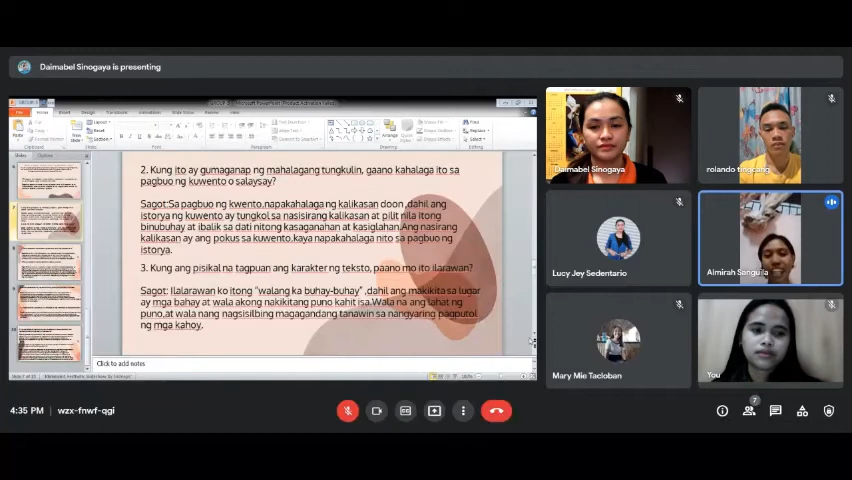 Daimabel Sinogaya is presenting
2. Kung ito ay gumaganap ng mahalagang tungkulin, gaano kahalaga ito sa
pagbuo ng kuwento o salaysay?
Sagot:Sa pagbuo ng kwento,napakahalaga ng kalikasan doon ,dahil ang
istorya ng kuwento ay tungkol sa nasisirang kalikasan at pilit nila itong
binubuhay at ibalik sa dati nitong kasaganahan at kasiglahan.Ang nasirang
kalikasan ay ang pokus sa kuwento.kaya napakahalaga nito sa pagbuo ng
istorya.
3. Kung ang pisikal na tagpuan ang karakter ng teksto, paano mo ito ilarawan?
Sagot: Ilalarawan ko itong "walang ka buhay-buhay" ,dahil ang makikita sa lugar
ay mga bahay at wala akong nakikitang puno kahit isa.Wala na ang lahat ng
puno,at wala nang nagsisilbing magagandang tanawin sa nangyaring pagputol
ng mga kahoy.
Click to add notes
Daimabel Sinogaya
rolando tingcang
Lucy Jey Sedentario
Almirah Sanguila
Mary Mie Tacloban
You
4:35 PM | wzx-fnwf-qgi
7